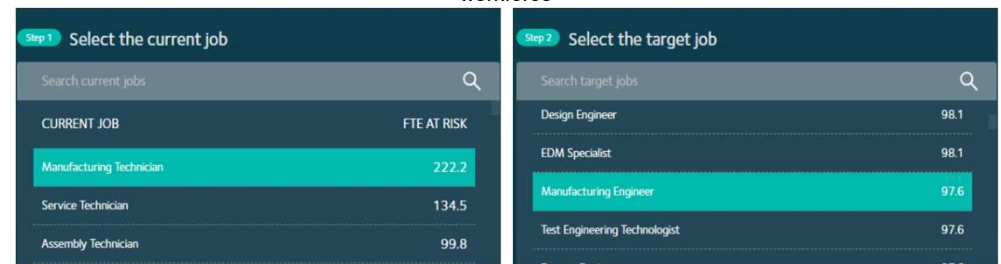 Step 1 Select the current job
Search current jobs
CURRENT JOB FTE AT RISK
Manufacturing Technician 222.2
Service Technician 134.5
Assembly Technician 99.8
Step 2 Select the target job
Search target jobs
Design Engineer 98.1
EDM Specialist 98.1
Manufacturing Engineer 97.6
Test Engineering Technologist 97.6